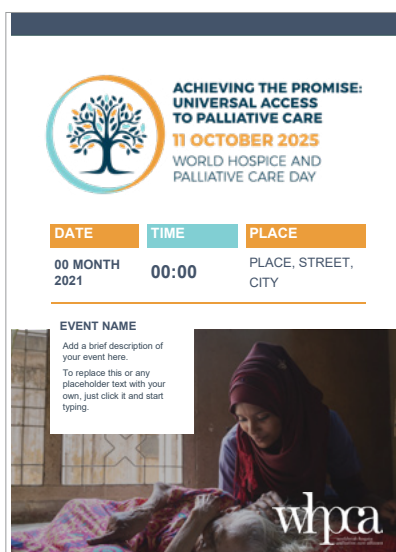 ACHIEVING THE PROMISE:
UNIVERSAL ACCESS
TO PALLIATIVE CARE
11 OCTOBER 2025
WORLD HOSPICE AND
PALLIATIVE CARE DAY
DATE
TIME
PLACE
00 MONTH
2021
00:00
PLACE, STREET,
CITY
EVENT NAME
Add a brief description of
your event here.
To replace this or any
placeholder text with your
own, just click it and start
typing.
whpca